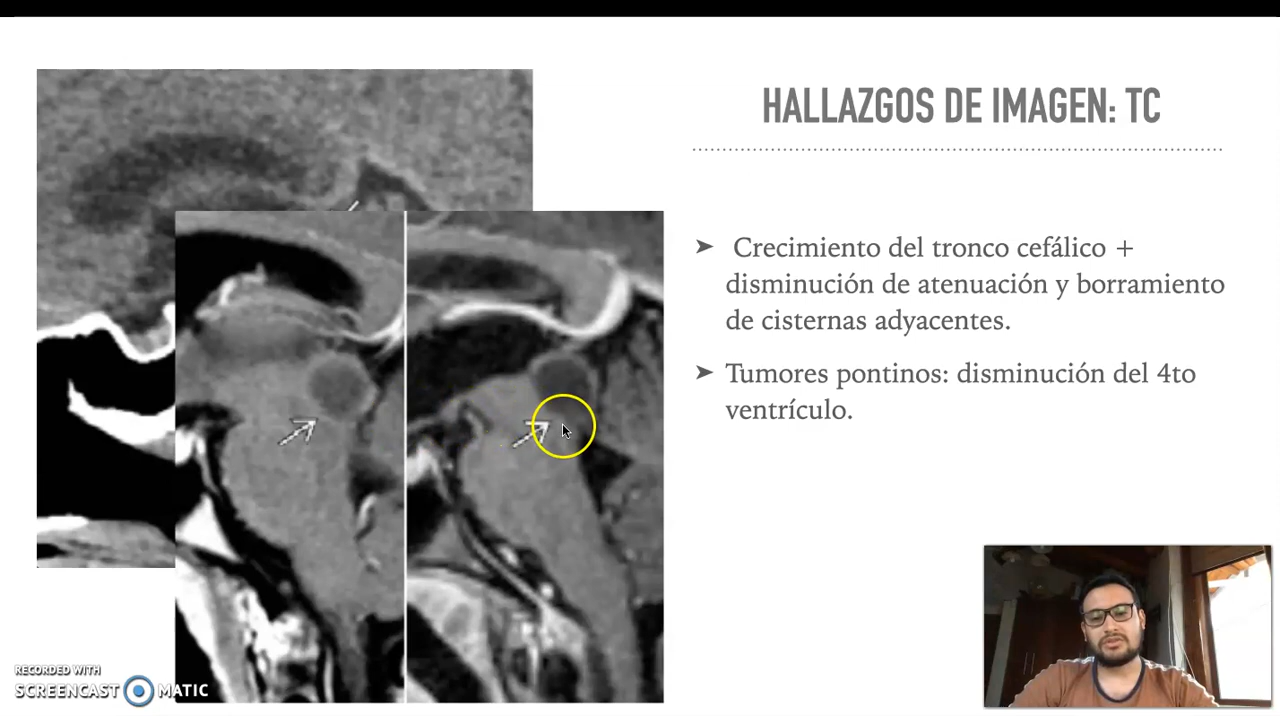 HALLAZGOS DE IMAGEN: TC
➤ Crecimiento del tronco cefálico +
disminución de atenuación y borramiento
de cisternas adyacentes.
➤ Tumores pontinos: disminución del 4to
ventrículo.
RECORDED WITH
SCREENCAST MATIC